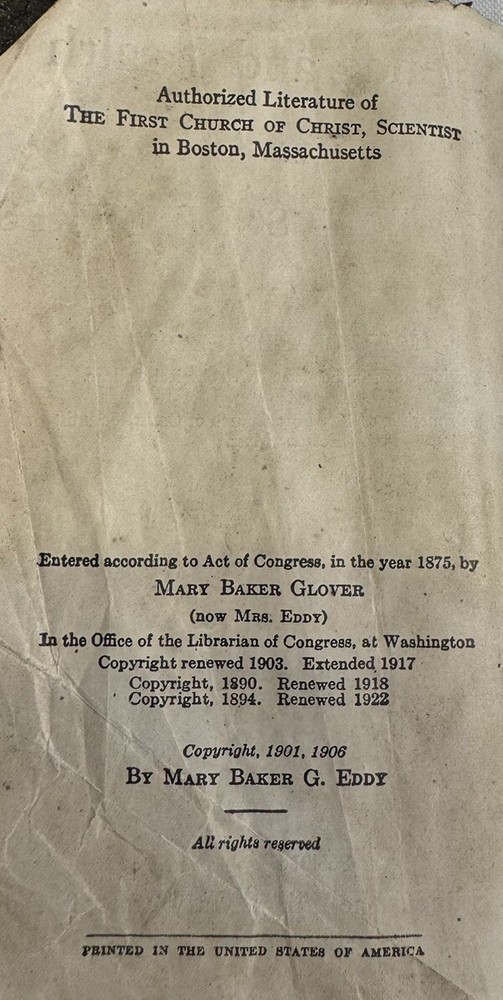 Authorized Literature of
THE FIRST CHURCH OF CHRIST, SCIENTIST
in Boston, Massachusetts
Entered according to Act of Congress, in the year 1875, by
MARY BAKER GLOVER
(NOW MRS. EDDY)
In the Office of the Librarian of Congress, at Washington
Copyright renewed 1903. Extended 1917
Copyright, 1890. Renewed 1918
Copyright, 1894. Renewed 1922
Copyright, 1901, 1906
BY MARY BAKER G. EDDY
All rights reserved
PRINTED IN THE UNITED STATES OF AMERICA